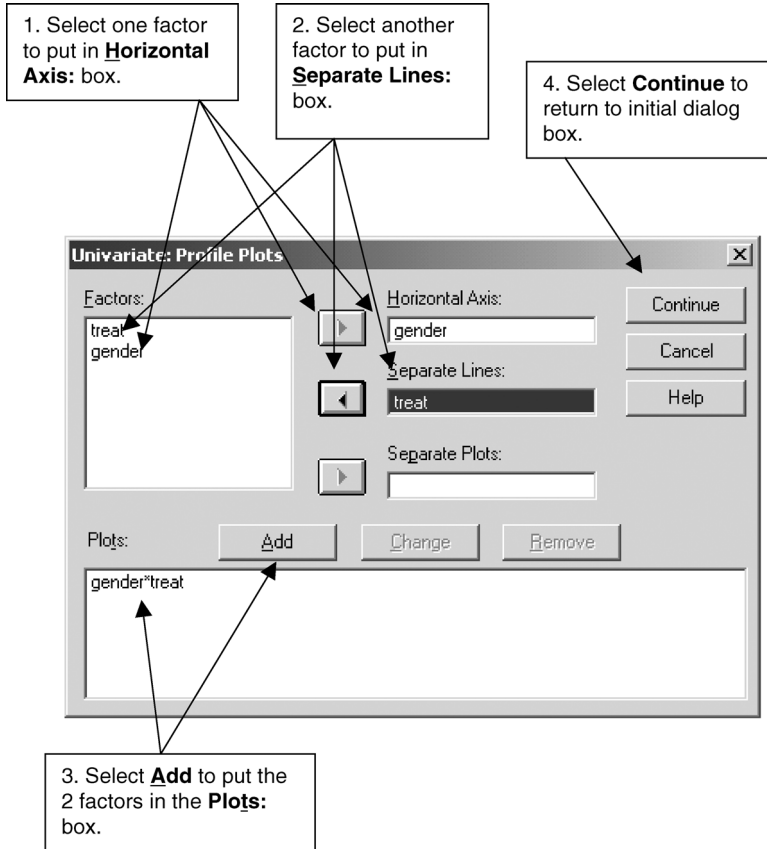 1. Select one factor
to put in Horizontal
Axis: box.
2. Select another
factor to put in
Separate Lines:
box.
4. Select Continue to
return to initial dialog
box.
Univariate: Profile Plots
Factors:
treat
gender
Horizontal Axis:
gender
Separate Lines:
treat
Separate Plots:
Continue
Cancel
Help
Plots:
Add
Change
Remove
gender*treat
3. Select Add to put the
2 factors in the Plots:
box.